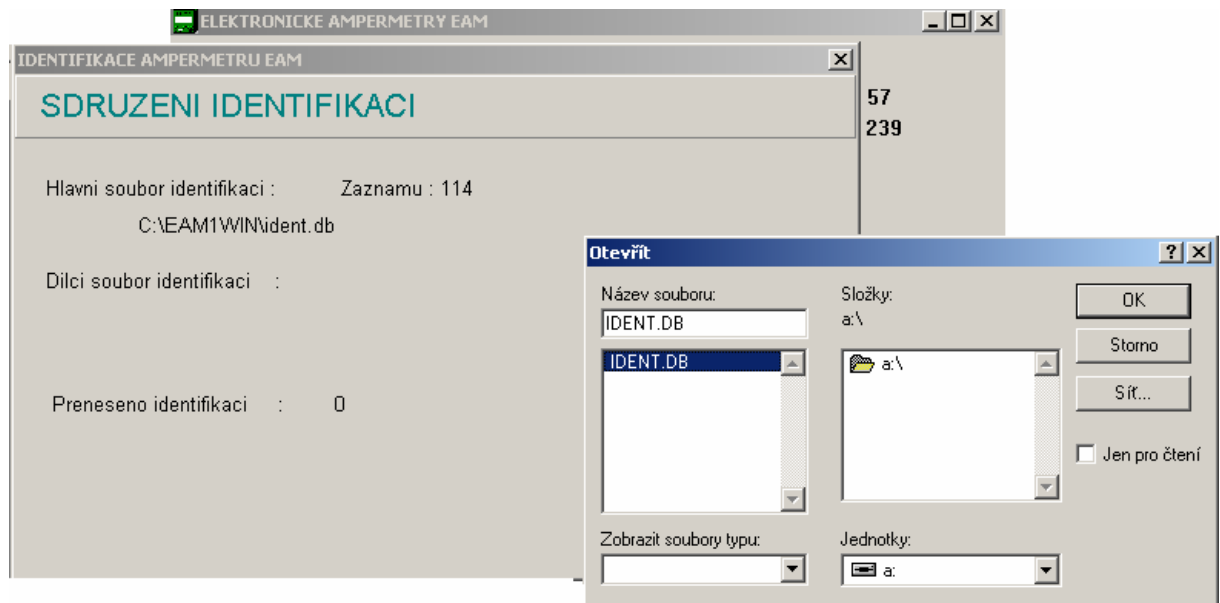 ELEKTRONICKE AMPERMETRY EAM
IDENTIFIKACE AMPERMETRU EAM
SDRUZENI IDENTIFIKACI
57
239
Hlavni soubor identifikaci : Zaznamu : 114
C:\EAM1WIN\ident.db
Dilci soubor identifikaci :
Preneseno identifikaci : 0
Otevřít
Název souboru:
IDENT.DB
IDENT.DB
Zobrazit soubory typu:
Složky:
a:\
a:\
Jednotky:
a:
OK
Storno
Síť...
Jen pro čtení